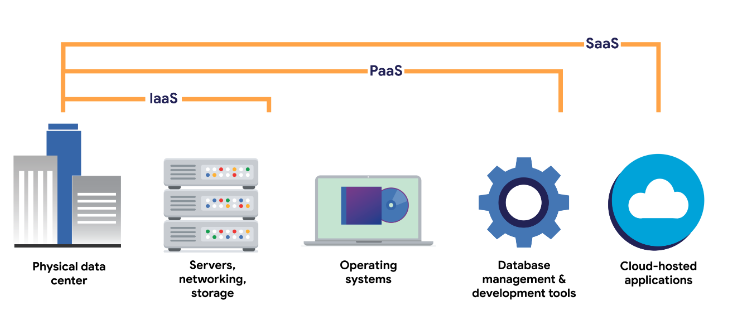 SaaS
PaaS
IaaS
Physical data
center
Servers,
networking,
storage
Operating
systems
Database
management &
development tools
Cloud-hosted
applications